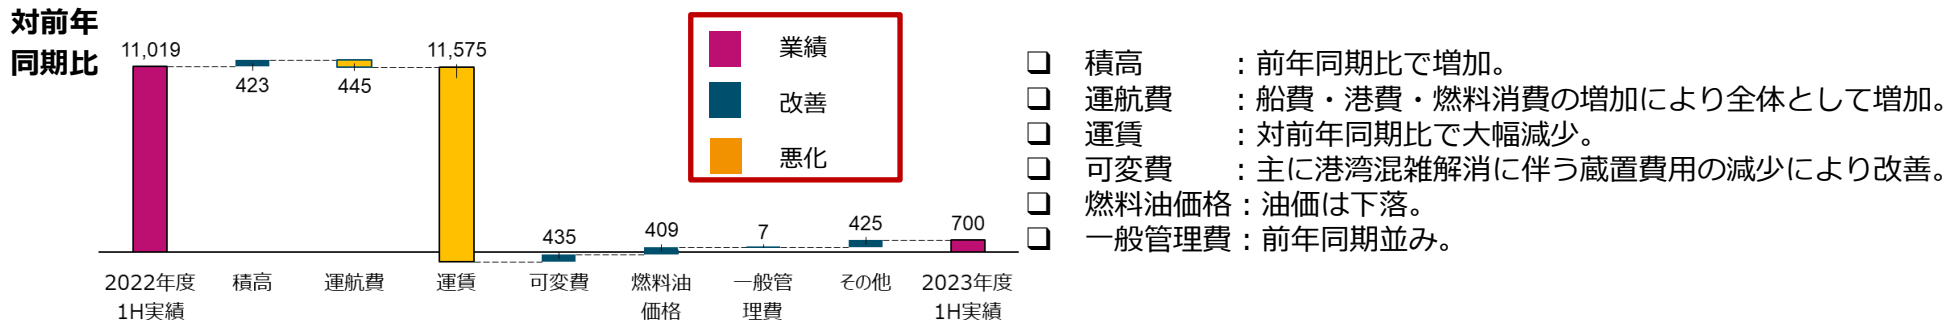 対前年
同期比
11,019
423
445
11,575
435
409
7
425
700
2022年度
1H実績
積高
運航費
運賃
可変費
燃料油
価格
一般管
理費
その他
2023年度
1H実績
業績
改善
悪化
❑ 積高 ：前年同期比で増加。
❑ 運航費 ：船費・港費・燃料消費の増加により全体として増加。
❑ 運賃 ：対前年同期比で大幅減少。
❑ 可変費 ：主に港湾混雑解消に伴う蔵置費用の減少により改善。
❑ 燃料油価格：油価は下落。
❑ 一般管理費：前年同期並み。